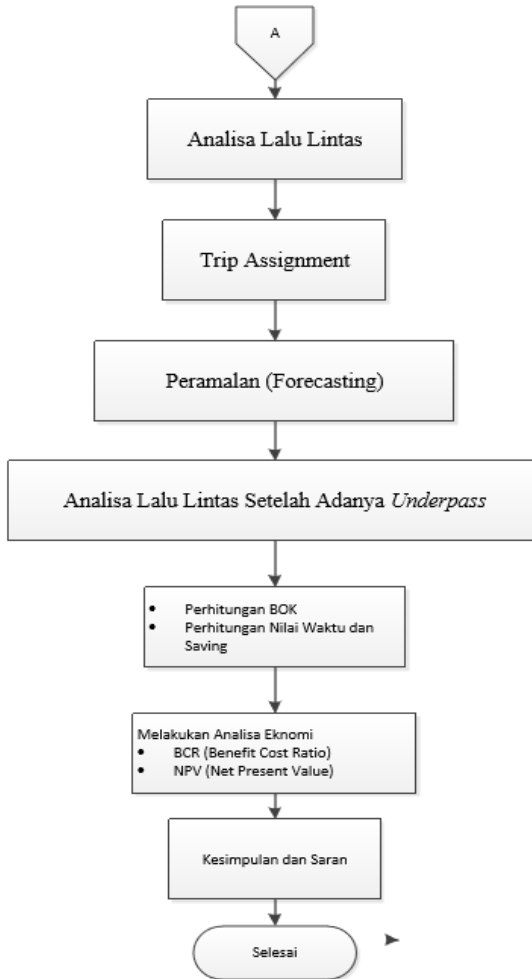 A
Analisa Lalu Lintas
Trip Assignment
Peramalan (Forecasting)
Analisa Lalu Lintas Setelah Adanya Underpass
• Perhitungan BOK
• Perhitungan Nilai Waktu dan
Saving
Melakukan Analisa Eknomi
• BCR (Benefit Cost Ratio)
• NPV (Net Present Value)
Kesimpulan dan Saran
Selesai